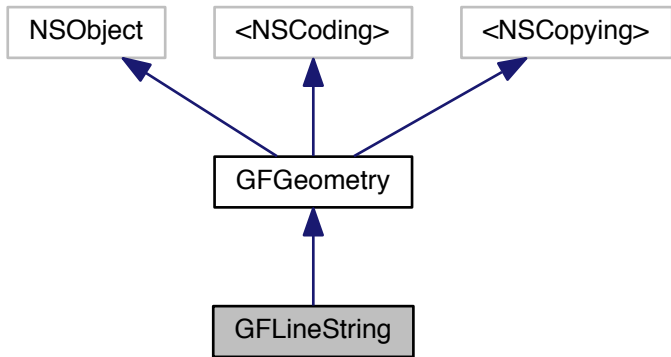 NSObject
<NSCoding>
<NSCopying>
GFGeometry
GFLineString